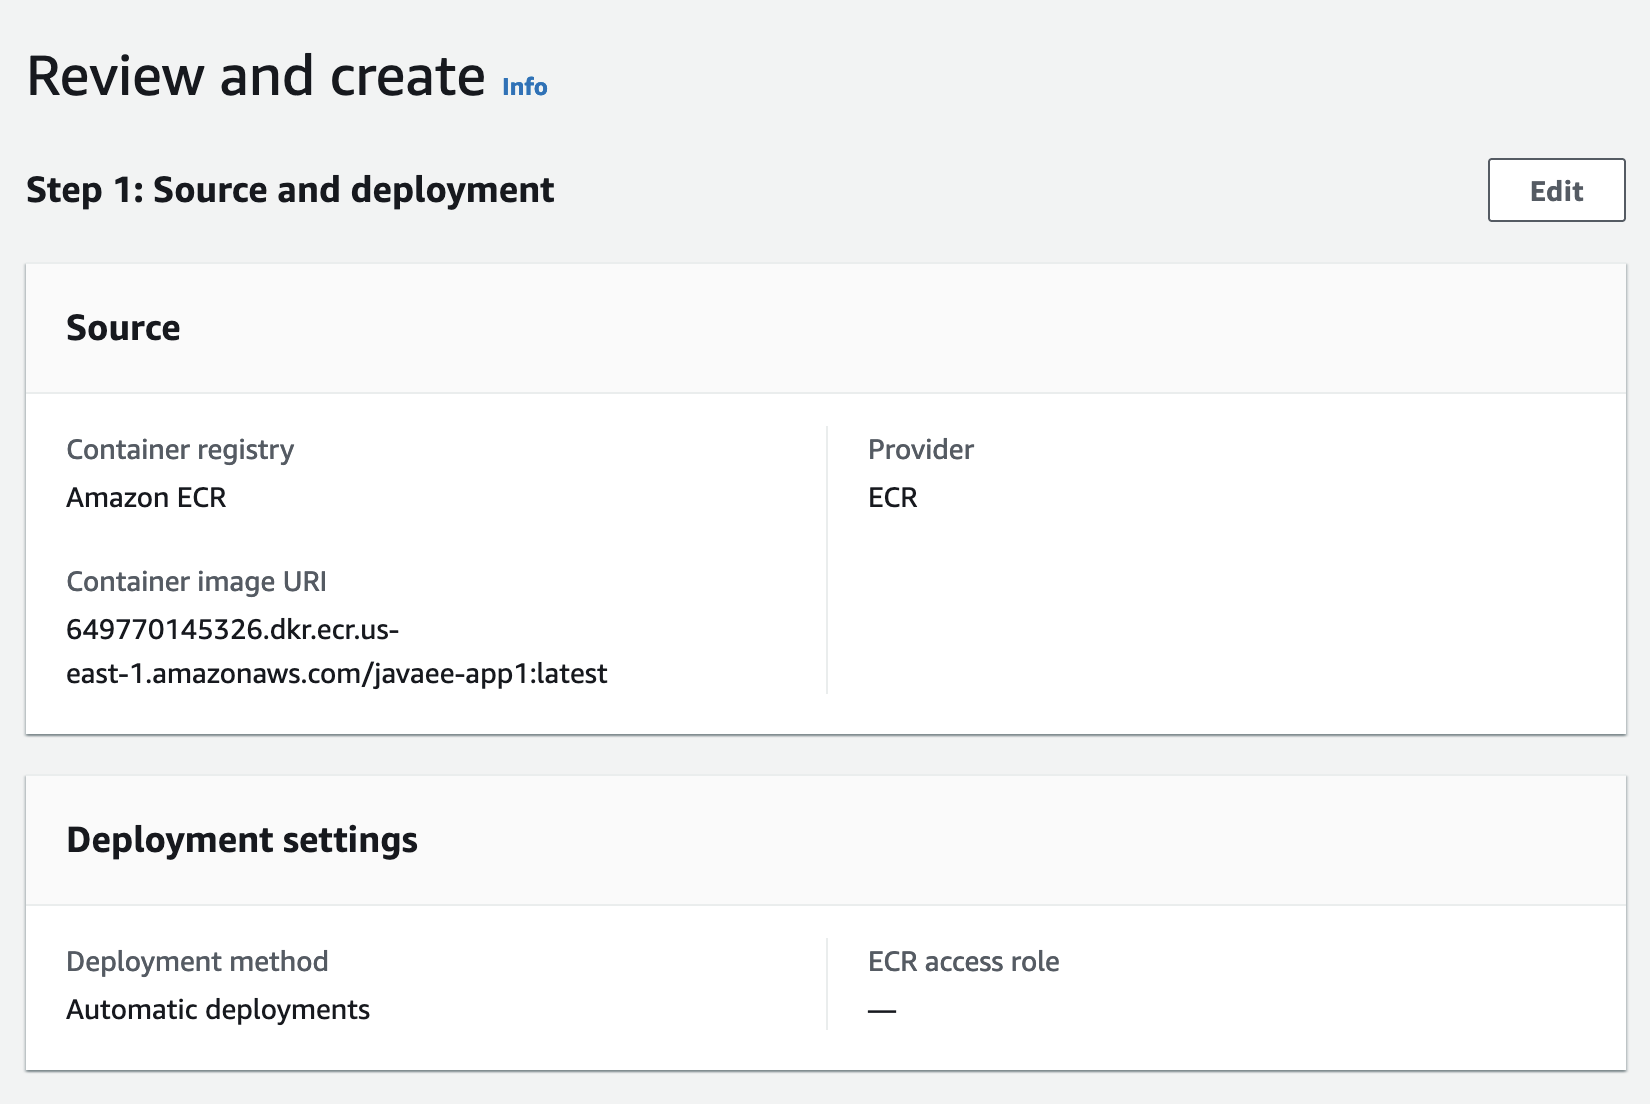 Review and create Info
Step 1: Source and deployment
Edit
Source
Container registry
Amazon ECR
Provider
ECR
Container image URI
649770145326.dkr.ecr.us-
east-1.amazonaws.com/javaee-app1:latest
Deployment settings
Deployment method
Automatic deployments
ECR access role
—